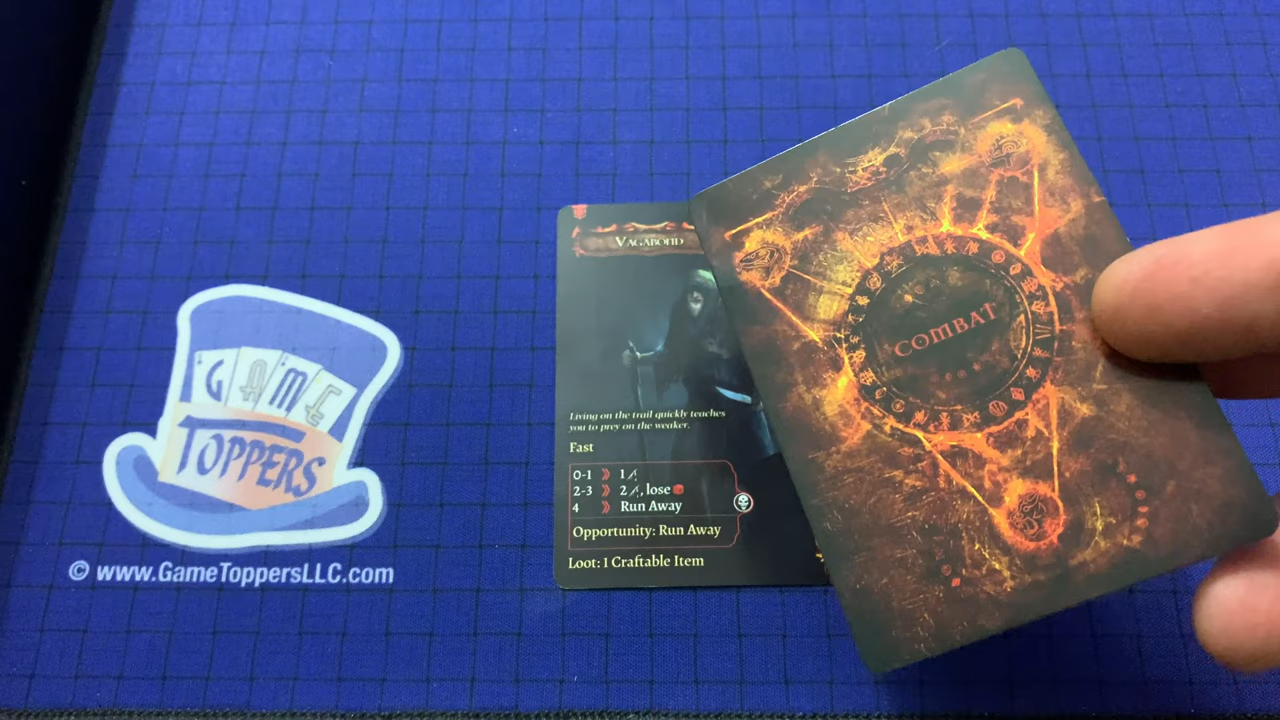 GAME
TOPPERS
© www.GameToppersLLC.com
Vagabond
Living on the trail quickly teaches
you to prey on the weaker.
Fast
0-1 1
2-3 2 , lose
4 Run Away
Opportunity: Run Away
Loot: 1 Craftable Item
COMBAT